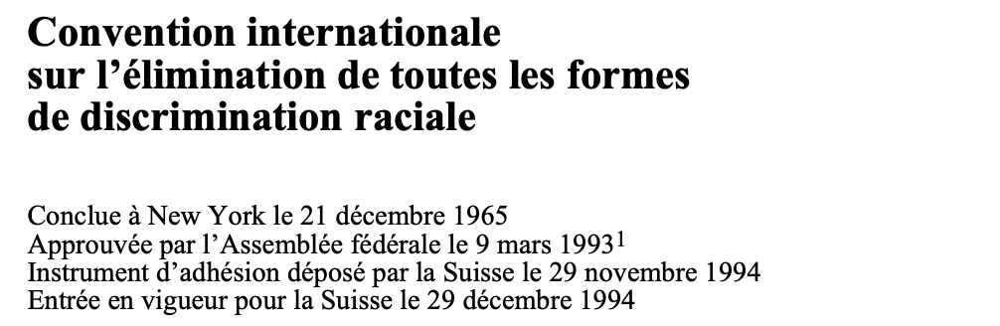 Convention internationale
sur l’élimination de toutes les formes
de discrimination raciale
Conclue à New York le 21 décembre 1965
Approuvée par l’Assemblée fédérale le 9 mars 1993¹
Instrument d’adhésion déposé par la Suisse le 29 novembre 1994
Entrée en vigueur pour la Suisse le 29 décembre 1994